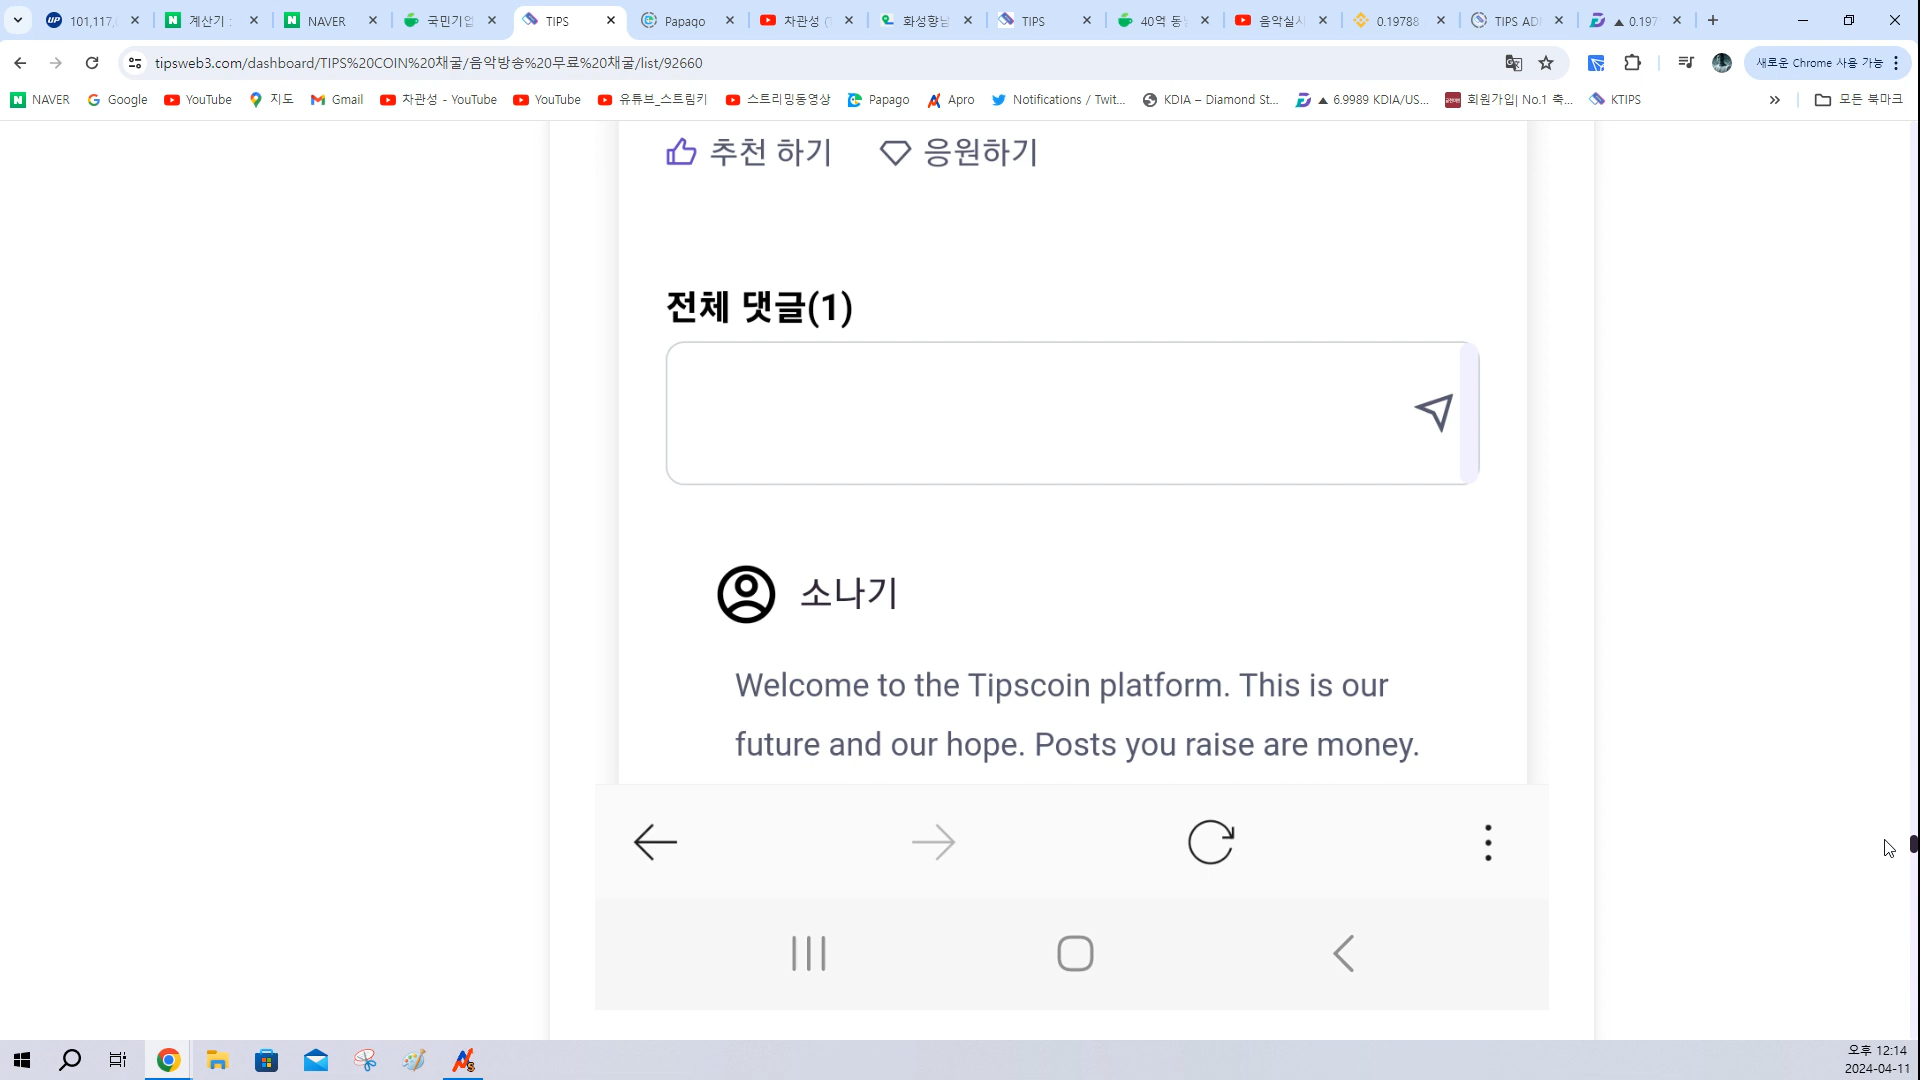 101,117,
계산기 :
NAVER
국민기업
TIPS
Papago
차관성 (
화성향남
TIPS
40억 동
음악실시
0.19788
TIPS AD
▲ 0.197
tipsweb3.com/dashboard/TIPS%20COIN%20채굴/음악방송%20무료%20채굴/list/92660
새로운 Chrome 사용 가능
NAVER
Google
YouTube
지도
Gmail
차관성 - YouTube
YouTube
유튜브_스트림키
스트리밍동영상
Papago
Apro
Notifications / Twit...
KDIA – Diamond St...
▲ 6.9989 KDIA/US...
회원가입| No.1 축...
KTIPS
모든 북마크
추천 하기
응원하기
전체 댓글(1)
소나기
Welcome to the Tipscoin platform. This is our
future and our hope. Posts you raise are money.
오후 12:14
2024-04-11